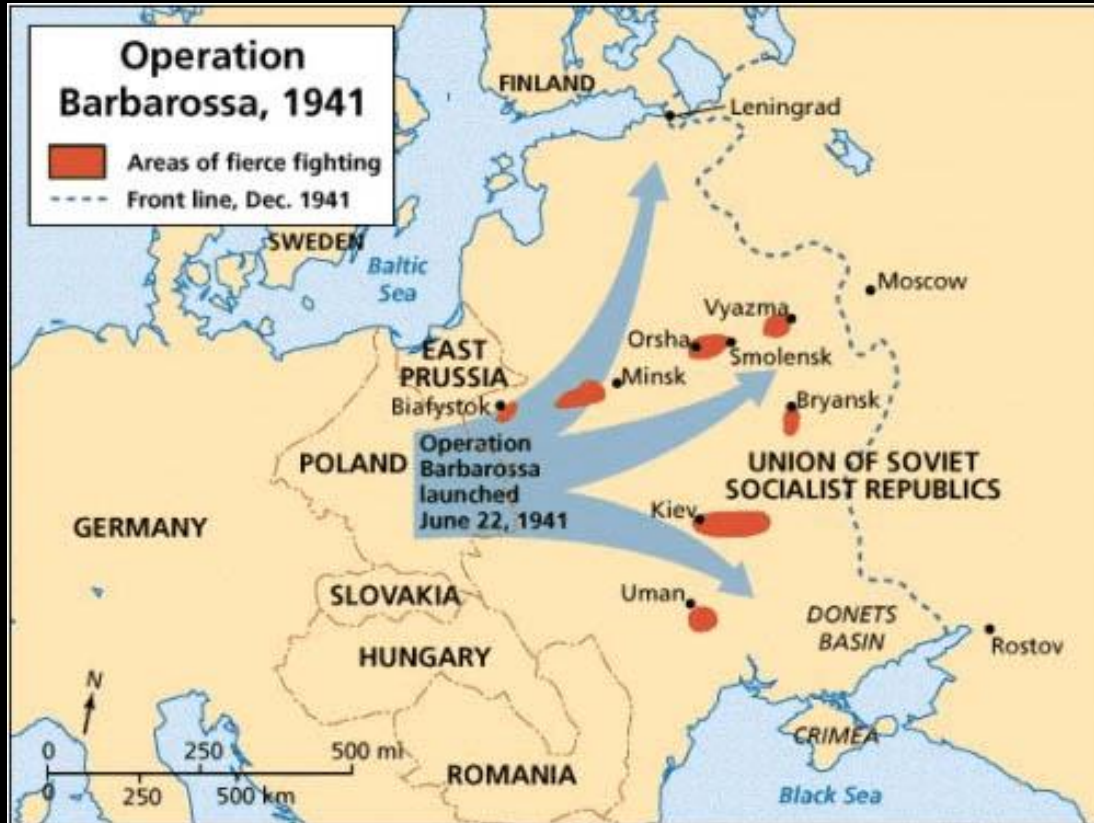 Operation
Barbarossa, 1941
Areas of fierce fighting
Front line, Dec. 1941
FINLAND
Leningrad
SWEDEN
Baltic
Sea
Moscow
Vyazma
Orsha
Smolensk
EAST
PRUSSIA
Minsk
Białystok
Bryansk
Operation
Barbarossa
launched
June 22, 1941
POLAND
UNION OF SOVIET
SOCIALIST REPUBLICS
Kiev
GERMANY
SLOVAKIA
Uman
DONETS
BASIN
Rostov
HUNGARY
N
CRIMEA
0 250 500 mi
0 250 500 km
ROMANIA
Black Sea